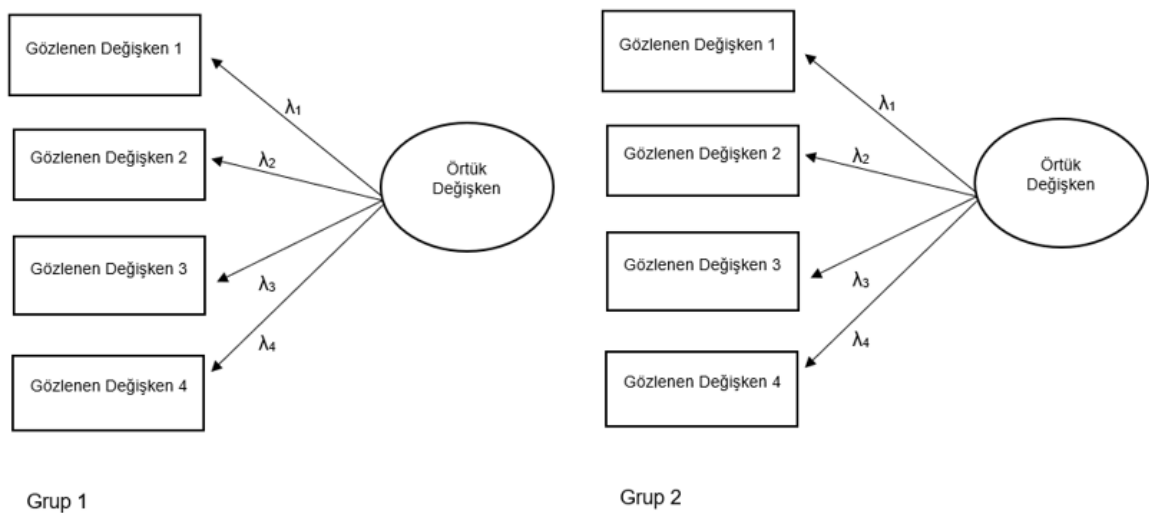 Gözlenen Değişken 1
λ₁
Gözlenen Değişken 2
λ₂
Örtük
Değişken
Gözlenen Değişken 3
λ₃
λ₄
Gözlenen Değişken 4
Grup 1
Gözlenen Değişken 1
λ₁
Gözlenen Değişken 2
λ₂
Örtük
Değişken
Gözlenen Değişken 3
λ₃
λ₄
Gözlenen Değişken 4
Grup 2